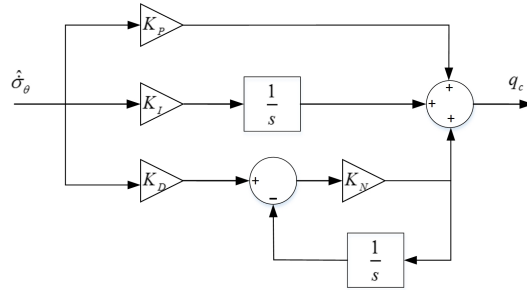 K_P
+
σ̇̂_θ
K_I
1/s
+
+
q_c
K_D
+
−
K_N
1/s